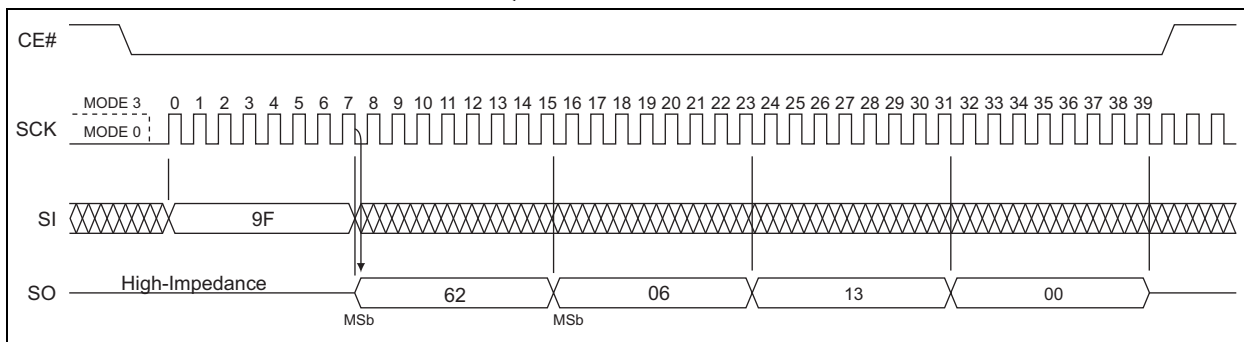 CE#
MODE 3 0 1 2 3 4 5 6 7 8 9 10 11 12 13 14 15 16 17 18 19 20 21 22 23 24 25 26 27 28 29 30 31 32 33 34 35 36 37 38 39
SCK MODE 0
SI 9F
High-Impedance
SO 62 06 13 00
MSb MSb